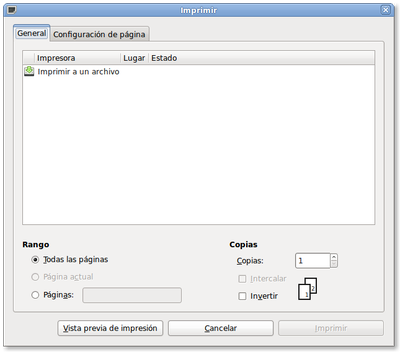 Imprimir
General Configuración de página
Impresora Lugar Estado
Imprimir a un archivo
Rango Copias
Todas las páginas Copias: 1
Página actual Intercalar
Páginas: Invertir
1 2
Vista previa de impresión Cancelar Imprimir